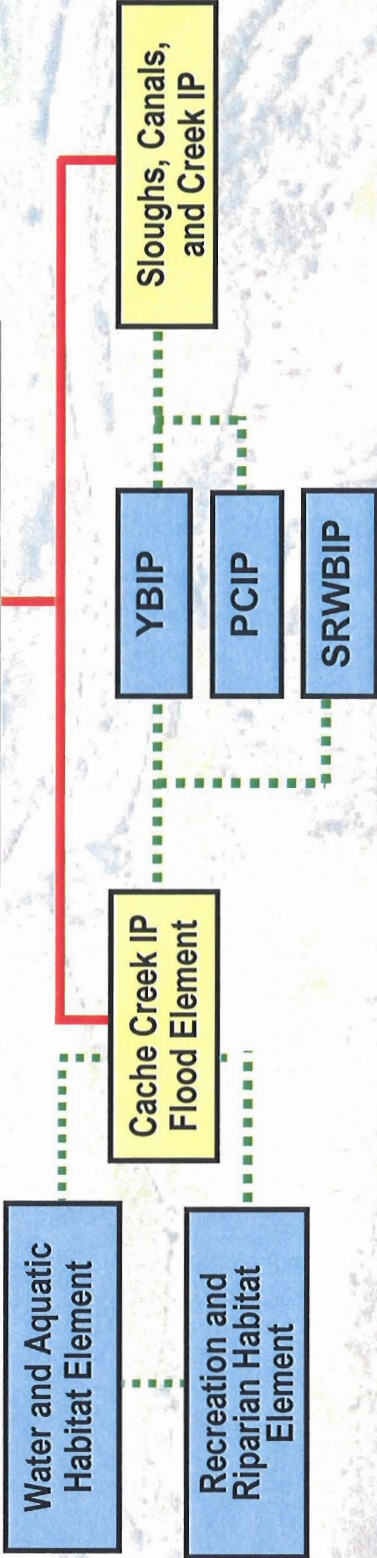 Water and Aquatic
Habitat Element
Recreation and
Riparian Habitat
Element
Cache Creek IP
Flood Element
YBIP
PCIP
SRWBIP
Sloughs, Canals,
and Creek IP